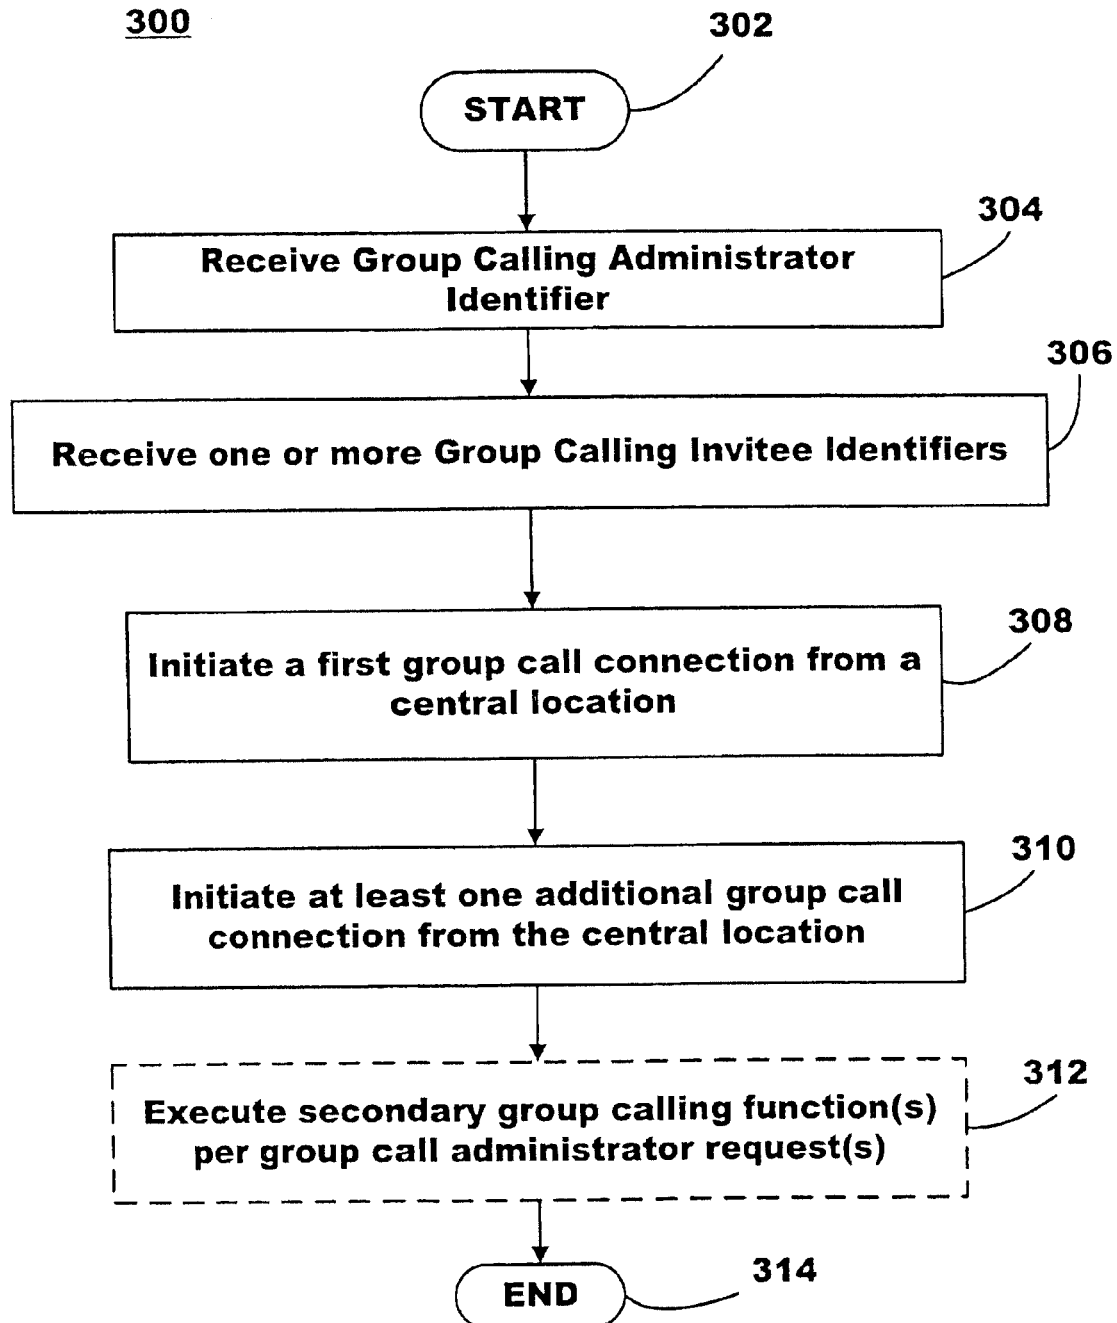 300
302
START
304
Receive Group Calling Administrator
Identifier
306
Receive one or more Group Calling Invitee Identifiers
308
Initiate a first group call connection from a
central location
310
Initiate at least one additional group call
connection from the central location
312
Execute secondary group calling function(s)
per group call administrator request(s)
314
END